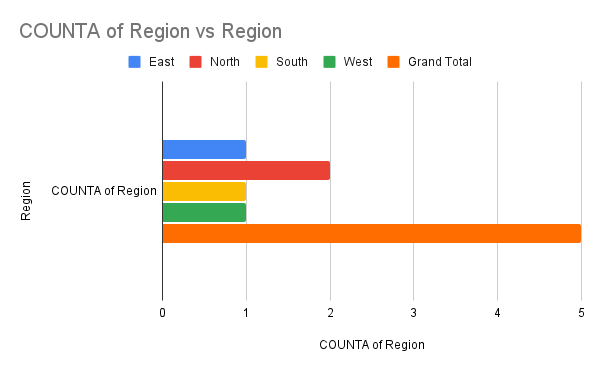 COUNTA of Region vs Region
East North South West Grand Total
Region
COUNTA of Region
0 1 2 3 4 5
COUNTA of Region